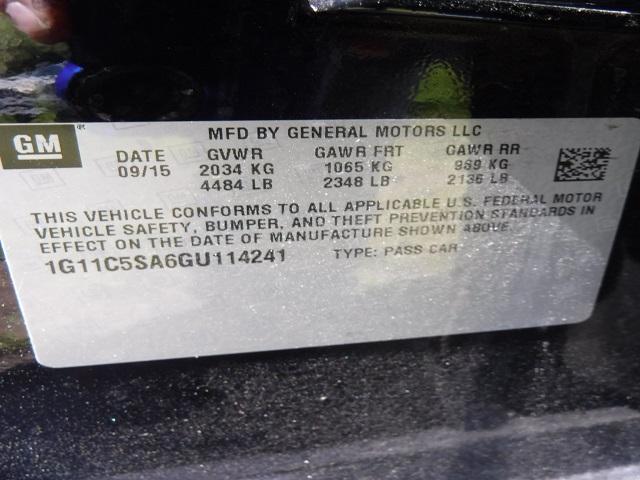 GM
MFD BY GENERAL MOTORS LLC
DATE GVWR GAWR FRT GAWR RR
09/15 2034 KG 1065 KG 969 KG
4484 LB 2348 LB 2136 LB
THIS VEHICLE CONFORMS TO ALL APPLICABLE U.S. FEDERAL MOTOR
VEHICLE SAFETY, BUMPER, AND THEFT PREVENTION STANDARDS IN
EFFECT ON THE DATE OF MANUFACTURE SHOWN ABOVE.
1G11C5SA6GU114241 TYPE: PASS CAR